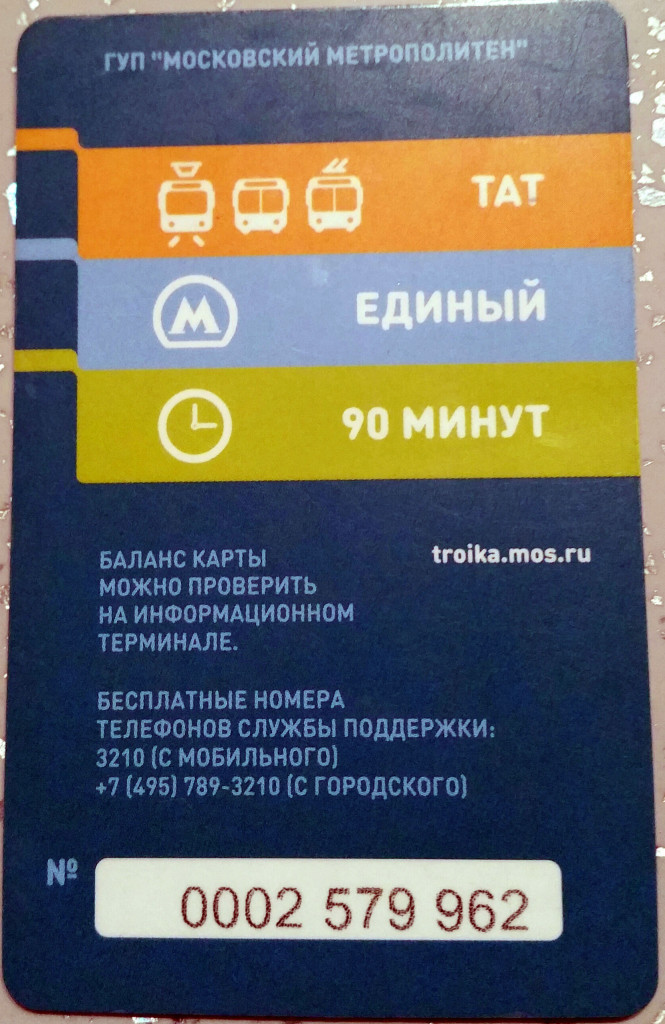 ГУП "МОСКОВСКИЙ МЕТРОПОЛИТЕН"
ТАТ
М
ЕДИНЫЙ
90 МИНУТ
БАЛАНС КАРТЫ
МОЖНО ПРОВЕРИТЬ
НА ИНФОРМАЦИОННОМ
ТЕРМИНАЛЕ.
troika.mos.ru
БЕСПЛАТНЫЕ НОМЕРА
ТЕЛЕФОНОВ СЛУЖБЫ ПОДДЕРЖКИ:
3210 (С МОБИЛЬНОГО)
+7 (495) 789-3210 (С ГОРОДСКОГО)
№ 0002 579 962